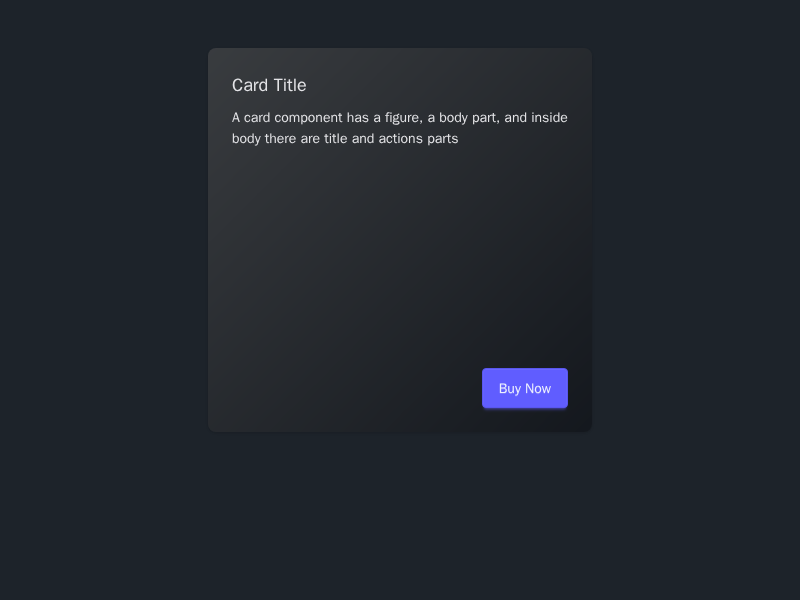 Card Title
A card component has a figure, a body part, and inside
body there are title and actions parts
Buy Now